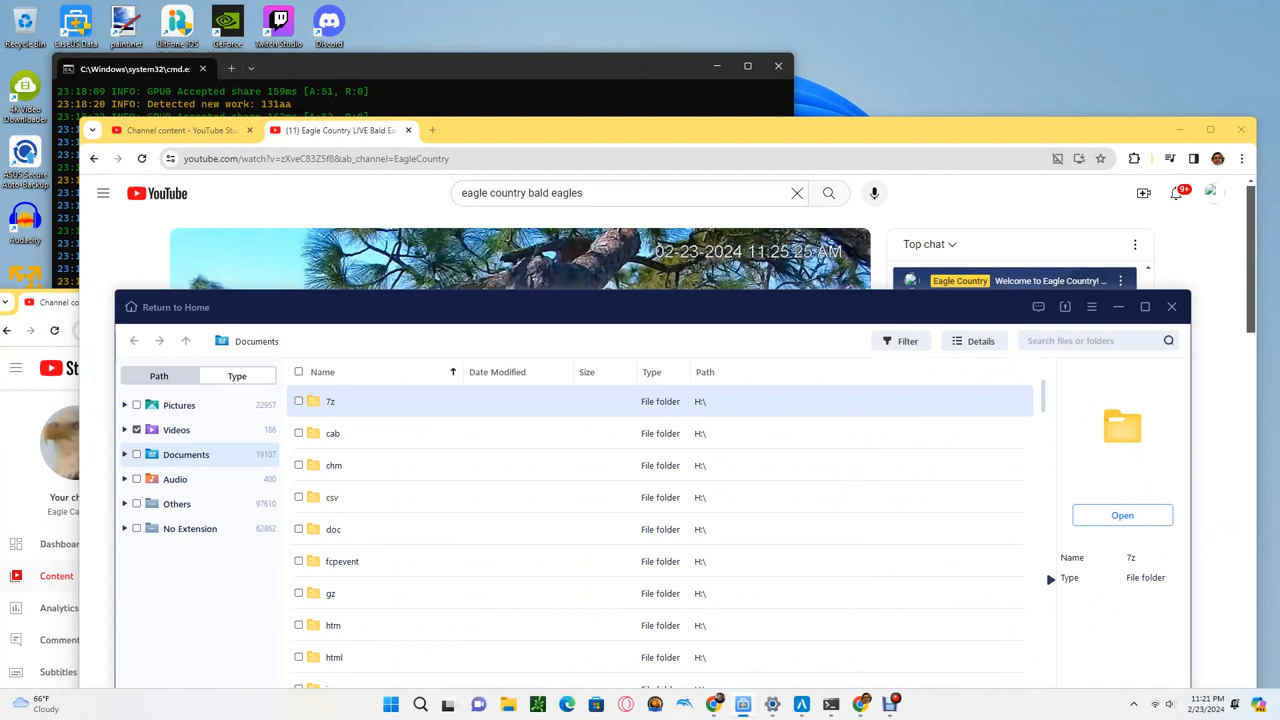 Recycle Bin
EaseUS Data
paint.net
UltFone iOS
GeForce
Twitch Studio
Discord
C:\Windows\system32\cmd.e:
23:18:09 INFO: GPU0 Accepted share 159ms [A:51, R:0]
23:18:20 INFO: Detected new work: 131aa
4K Video
Downloader
Channel content - YouTube Stu
(11) Eagle Country LIVE Bald Ea
youtube.com/watch?v=zXveC83Z5f8&ab_channel=EagleCountry
ASUS Secure
Auto-Backup
YouTube
eagle country bald eagles
9+
Audacity
02-23-2024 11:25:25 AM
Top chat
Eagle Country Welcome to Eagle Country! ...
Channel co
Return to Home
Documents
Filter
Details
Search files or folders
Path
Type
Name
Date Modified
Size
Type
Path
Pictures 22957
Videos 186
Documents 19107
Audio 400
Others 97610
No Extension 62862
7z File folder H:\
cab File folder H:\
chm File folder H:\
csv File folder H:\
doc File folder H:\
fcpevent File folder H:\
gz File folder H:\
htm File folder H:\
html File folder H:\
Open
Name 7z
Type File folder
St
Your ch
Eagle Ca
Dashboar
Content
Analytics
Comment
Subtitles
66°F
Cloudy
11:21 PM
2/23/2024